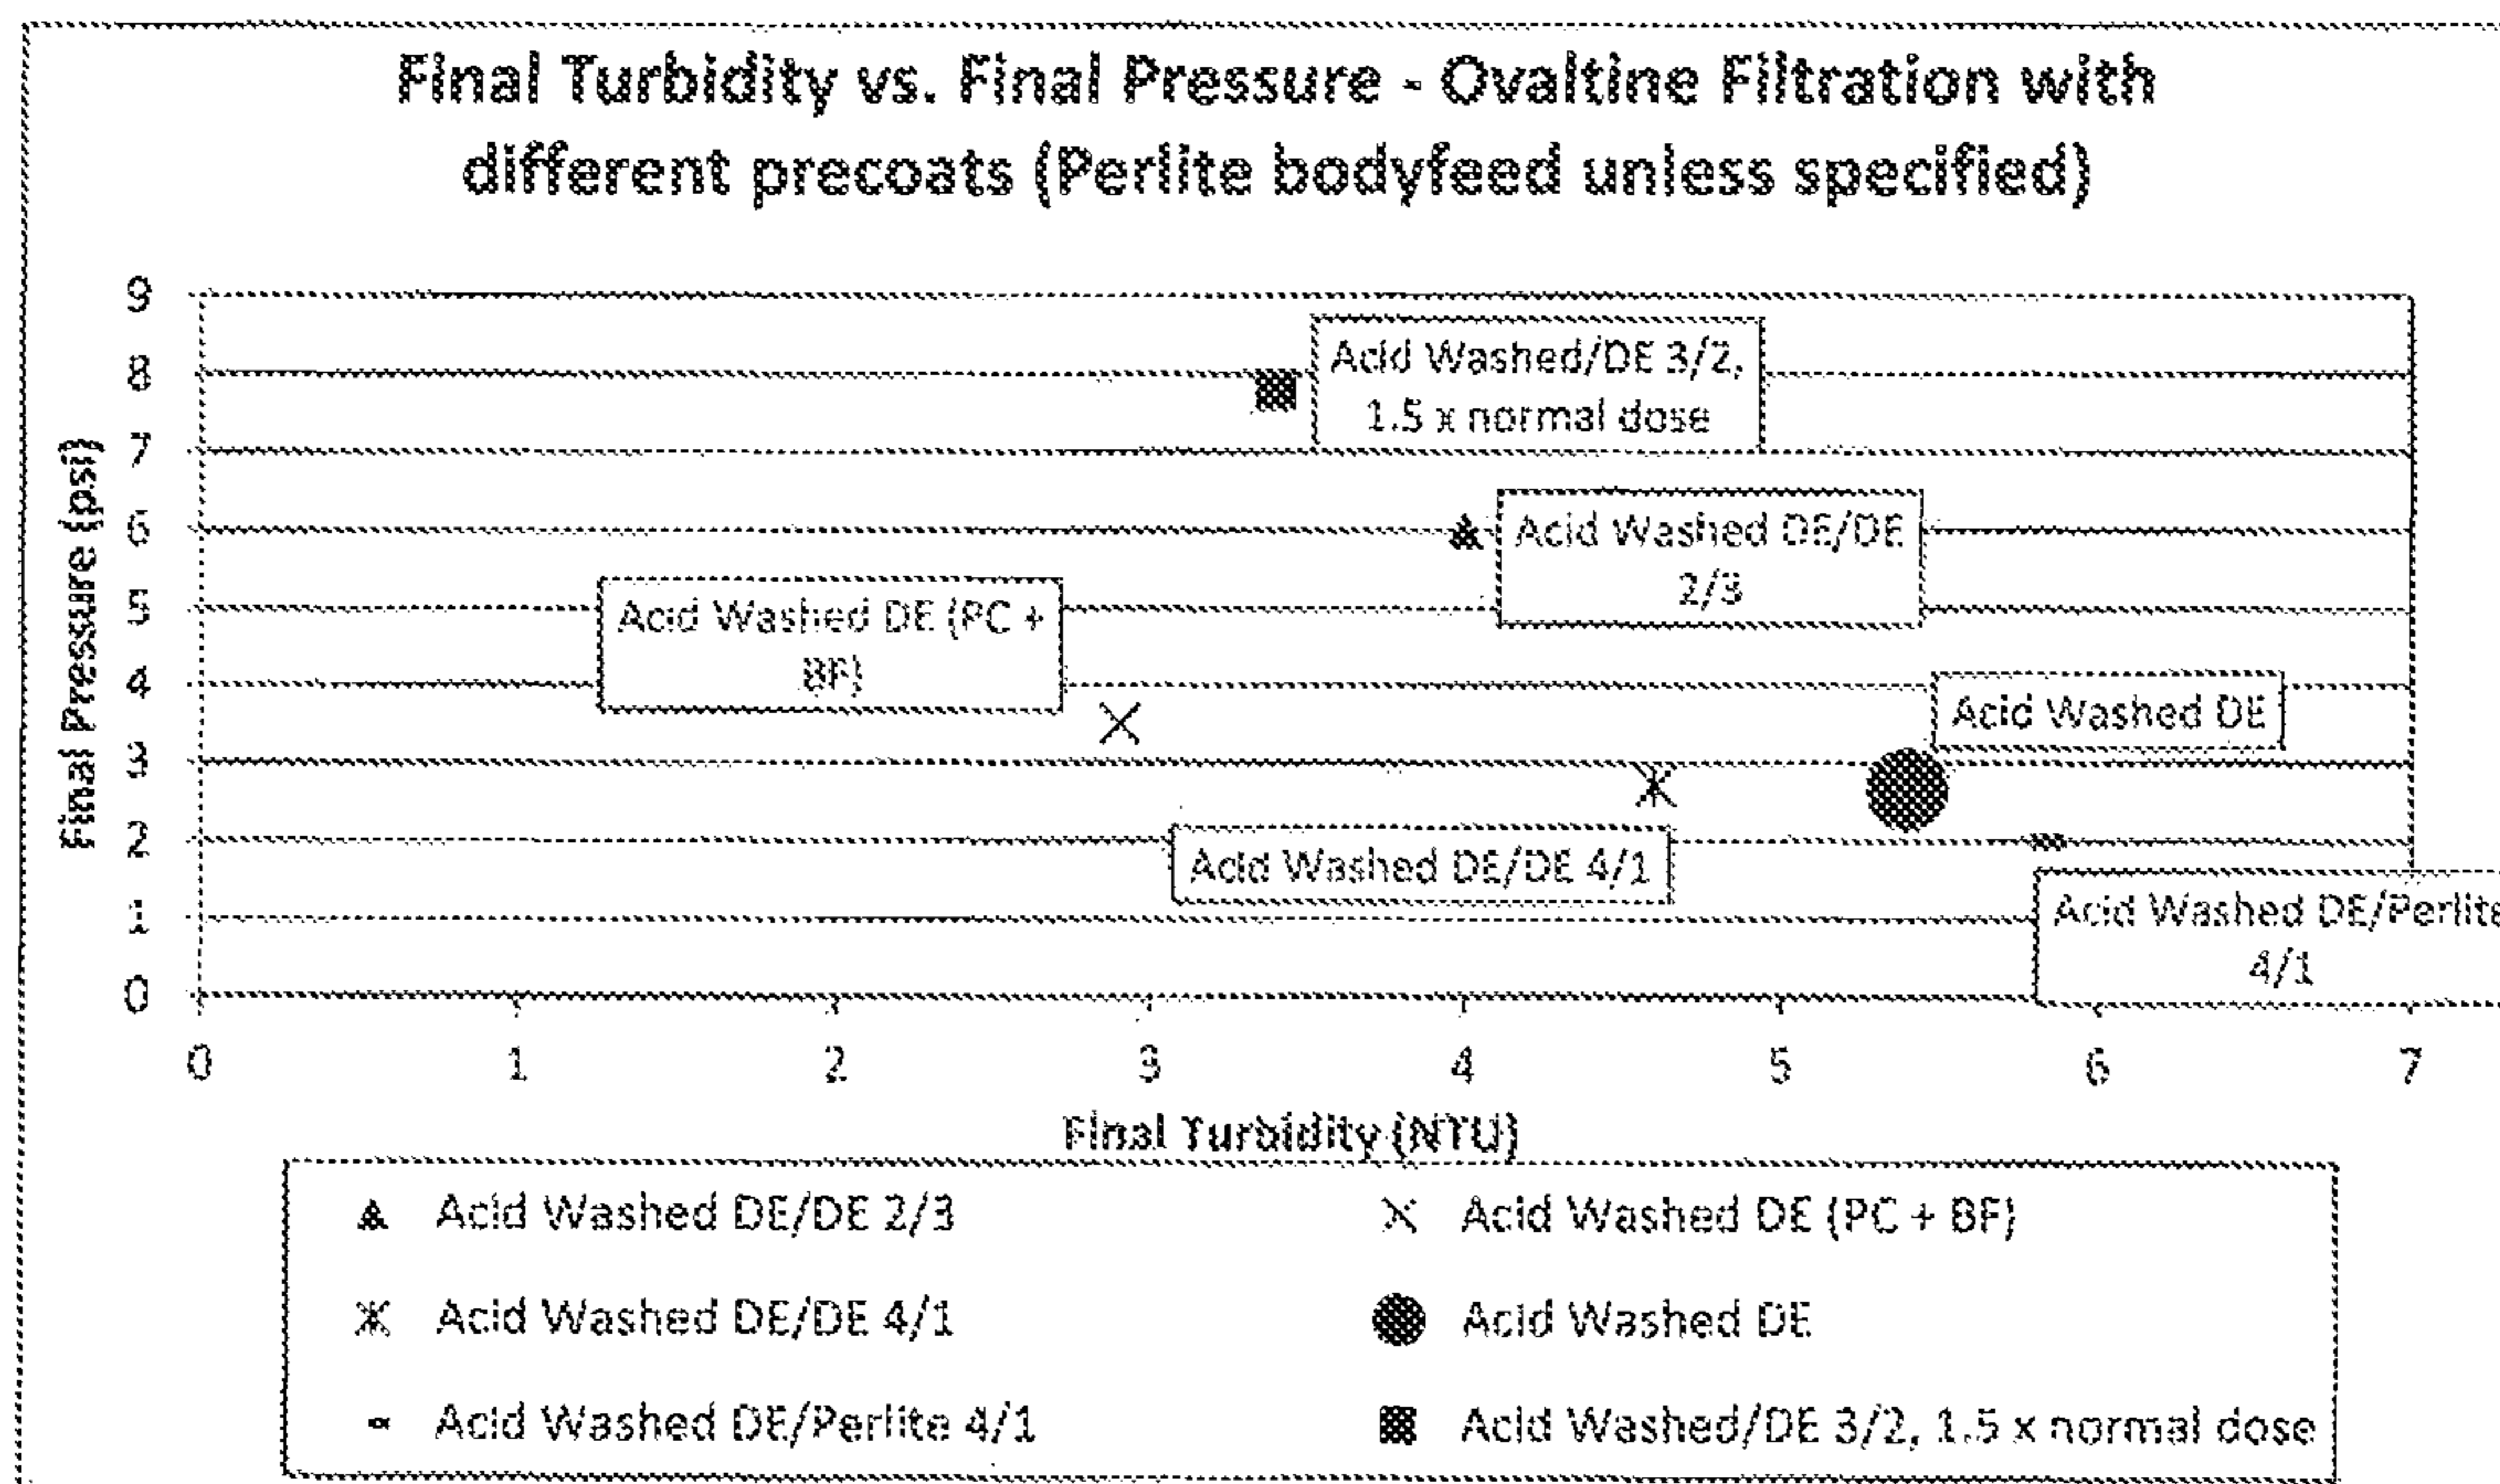 Final Turbidity vs. Final Pressure - Ovaltine Filtration with
different precoats (Perlite bodyfeed unless specified)
Final Pressure (psi)
9
8
7
6
5
4
3
2
1
0
Acid Washed/DE 3/2,
1.5 x normal dose
Acid Washed DE/DE
2/3
Acid Washed DE (PC +
BF)
Acid Washed DE
Acid Washed DE/DE 4/1
Acid Washed DE/Perlite
4/1
0 1 2 3 4 5 6 7
Final Turbidity (NTU)
Acid Washed DE/DE 2/3
Acid Washed DE (PC + BF)
Acid Washed DE/DE 4/1
Acid Washed DE
Acid Washed DE/Perlite 4/1
Acid Washed/DE 3/2, 1.5 x normal dose